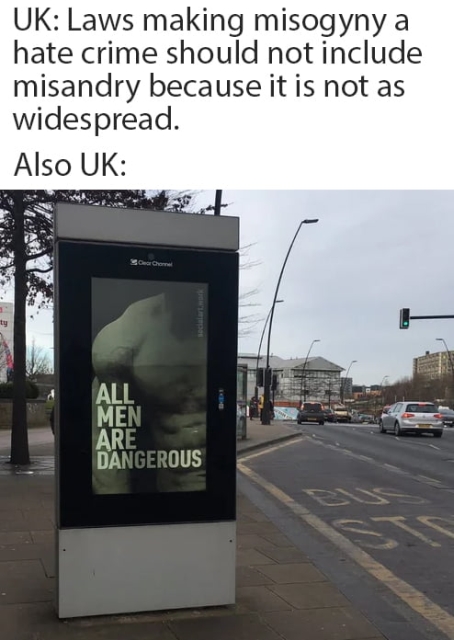 UK: Laws making misogyny a
hate crime should not include
misandry because it is not as
widespread.
Also UK:
Clear Channel
ALL
MEN
ARE
DANGEROUS
BUS